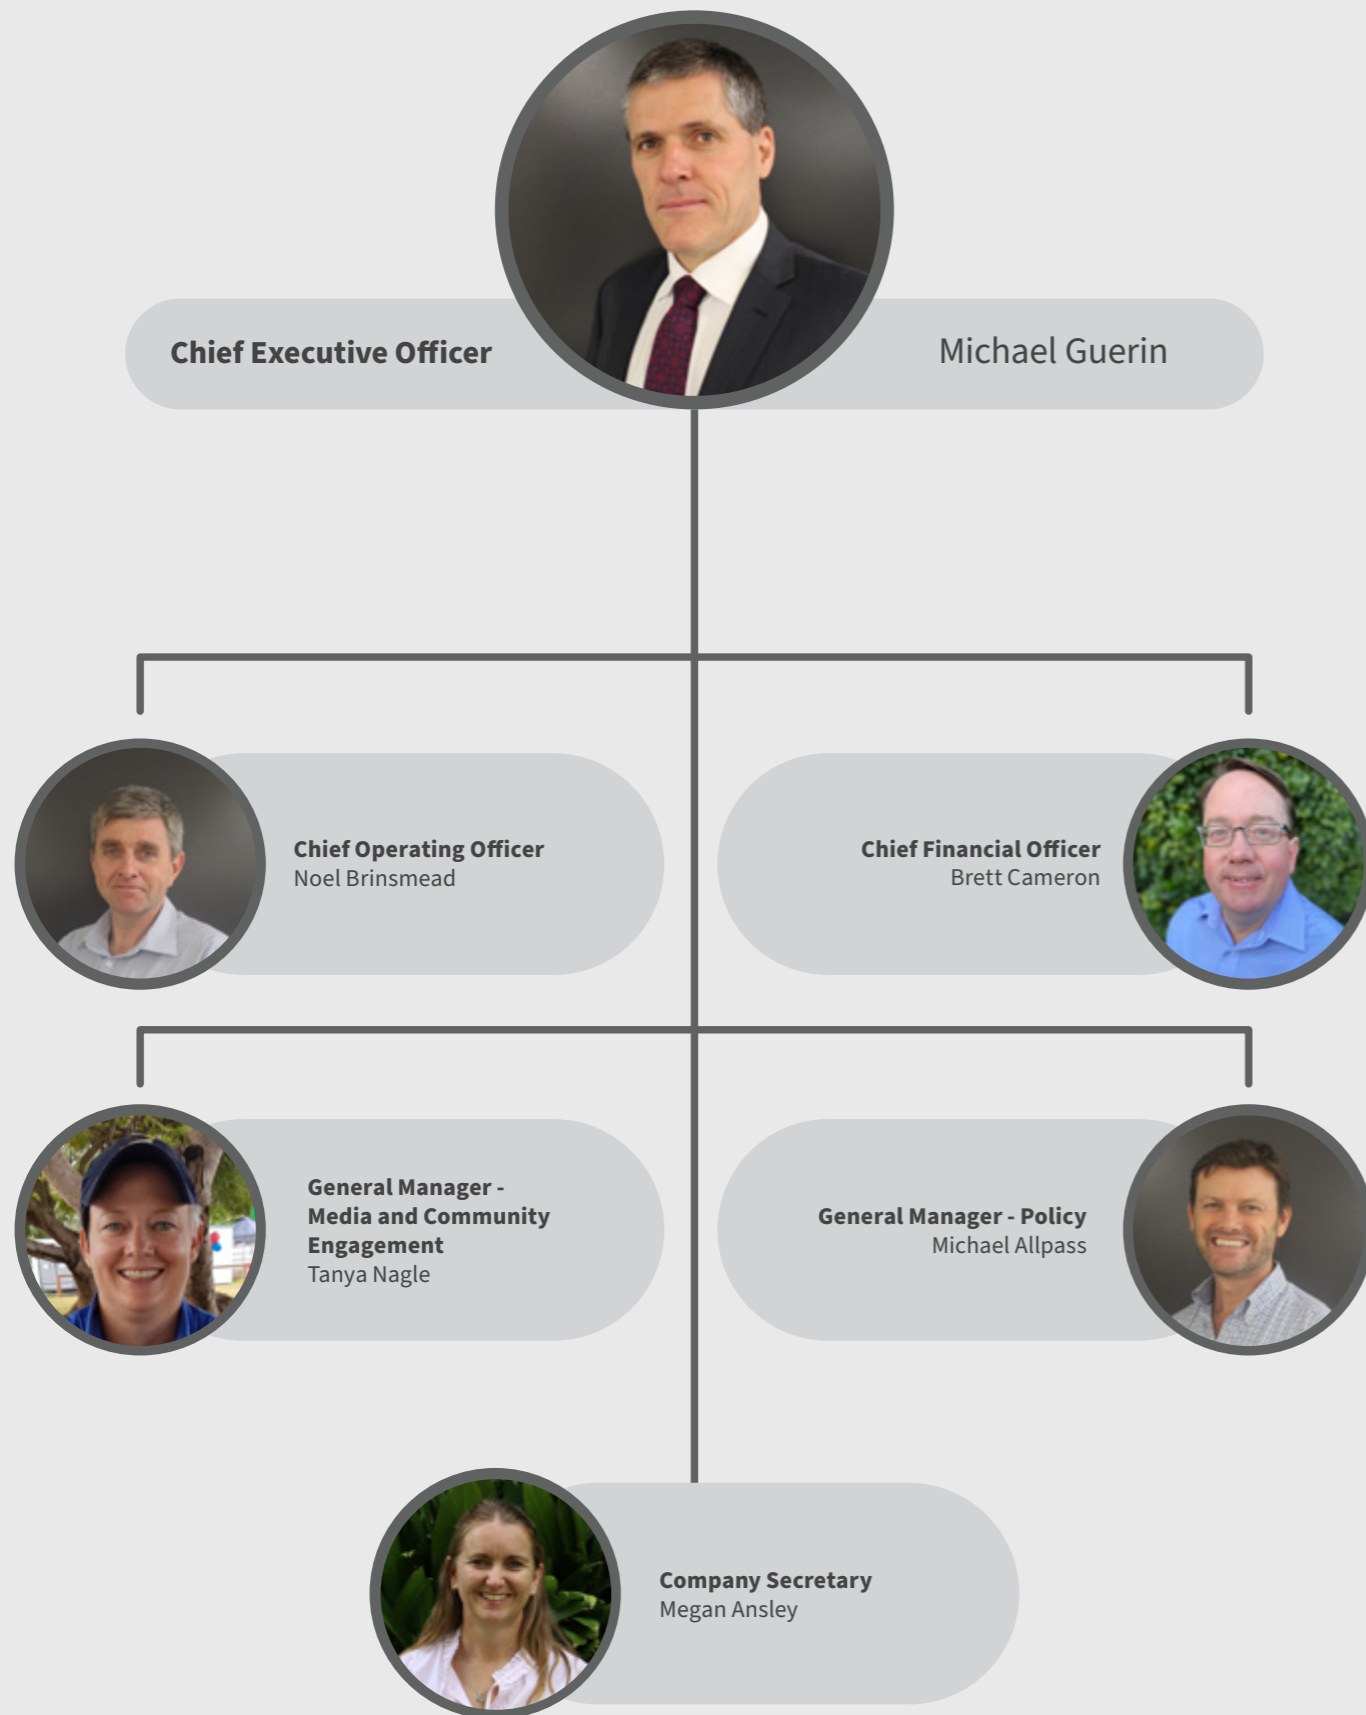 Chief Executive Officer
Michael Guerin
Chief Operating Officer
Noel Brinsmead
Chief Financial Officer
Brett Cameron
General Manager -
Media and Community
Engagement
Tanya Nagle
General Manager - Policy
Michael Allpass
Company Secretary
Megan Ansley